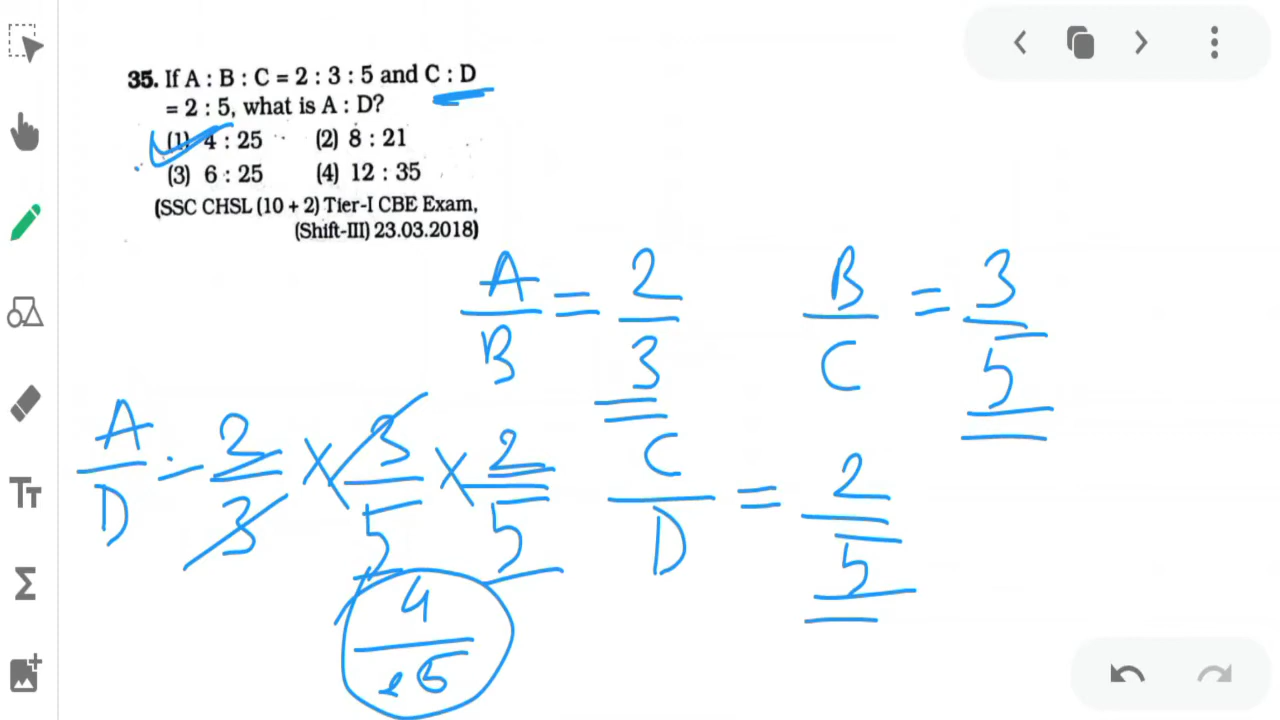 35. If A : B : C = 2 : 3 : 5 and C : D
= 2 : 5, what is A : D?
(1) 4 : 25 (2) 8 : 21
(3) 6 : 25 (4) 12 : 35
(SSC CHSL (10 + 2) Tier-I CBE Exam,
(Shift-III) 23.03.2018)
A/B = 2/3 B/C = 3/5
A/D = 2/3 × 3/5 × 2/5 C/D = 2/5
4/25
Tт
Σ